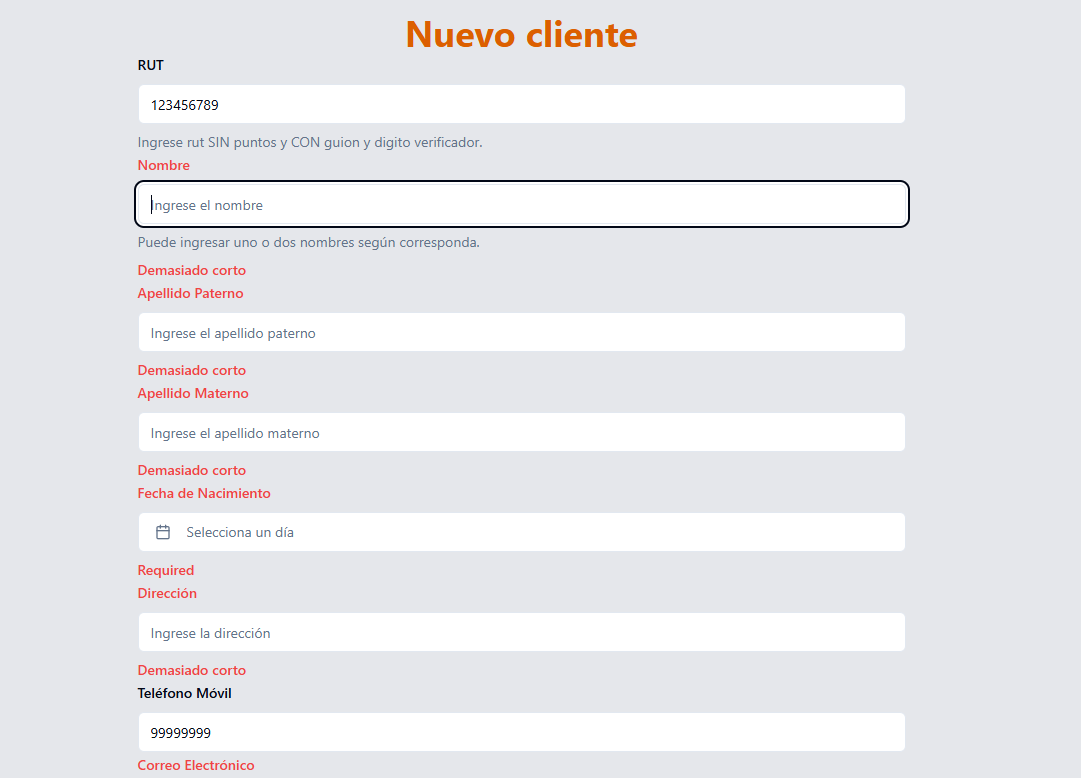 Nuevo cliente
RUT
123456789
Ingrese rut SIN puntos y CON guion y digito verificador.
Nombre
Ingrese el nombre
Puede ingresar uno o dos nombres según corresponda.
Demasiado corto
Apellido Paterno
Ingrese el apellido paterno
Demasiado corto
Apellido Materno
Ingrese el apellido materno
Demasiado corto
Fecha de Nacimiento
Selecciona un día
Required
Dirección
Ingrese la dirección
Demasiado corto
Teléfono Móvil
99999999
Correo Electrónico